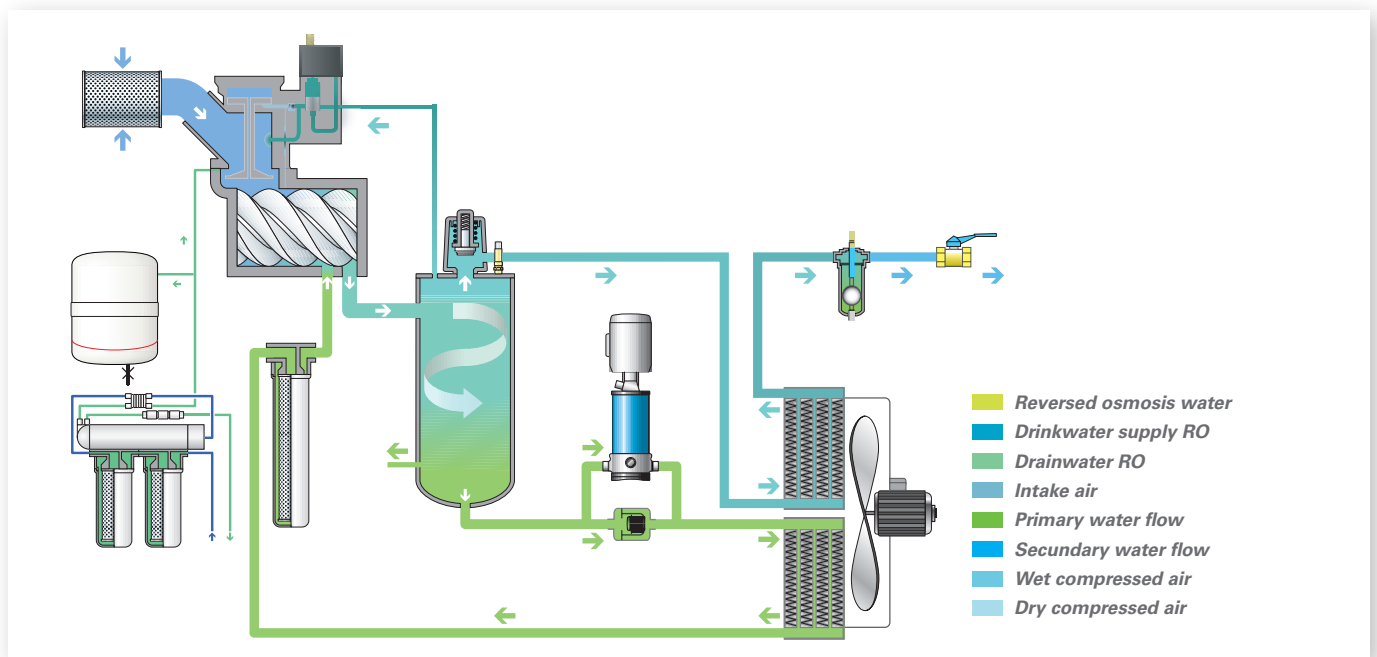 Reversed osmosis water
Drinkwater supply RO
Drainwater RO
Intake air
Primary water flow
Secundary water flow
Wet compressed air
Dry compressed air